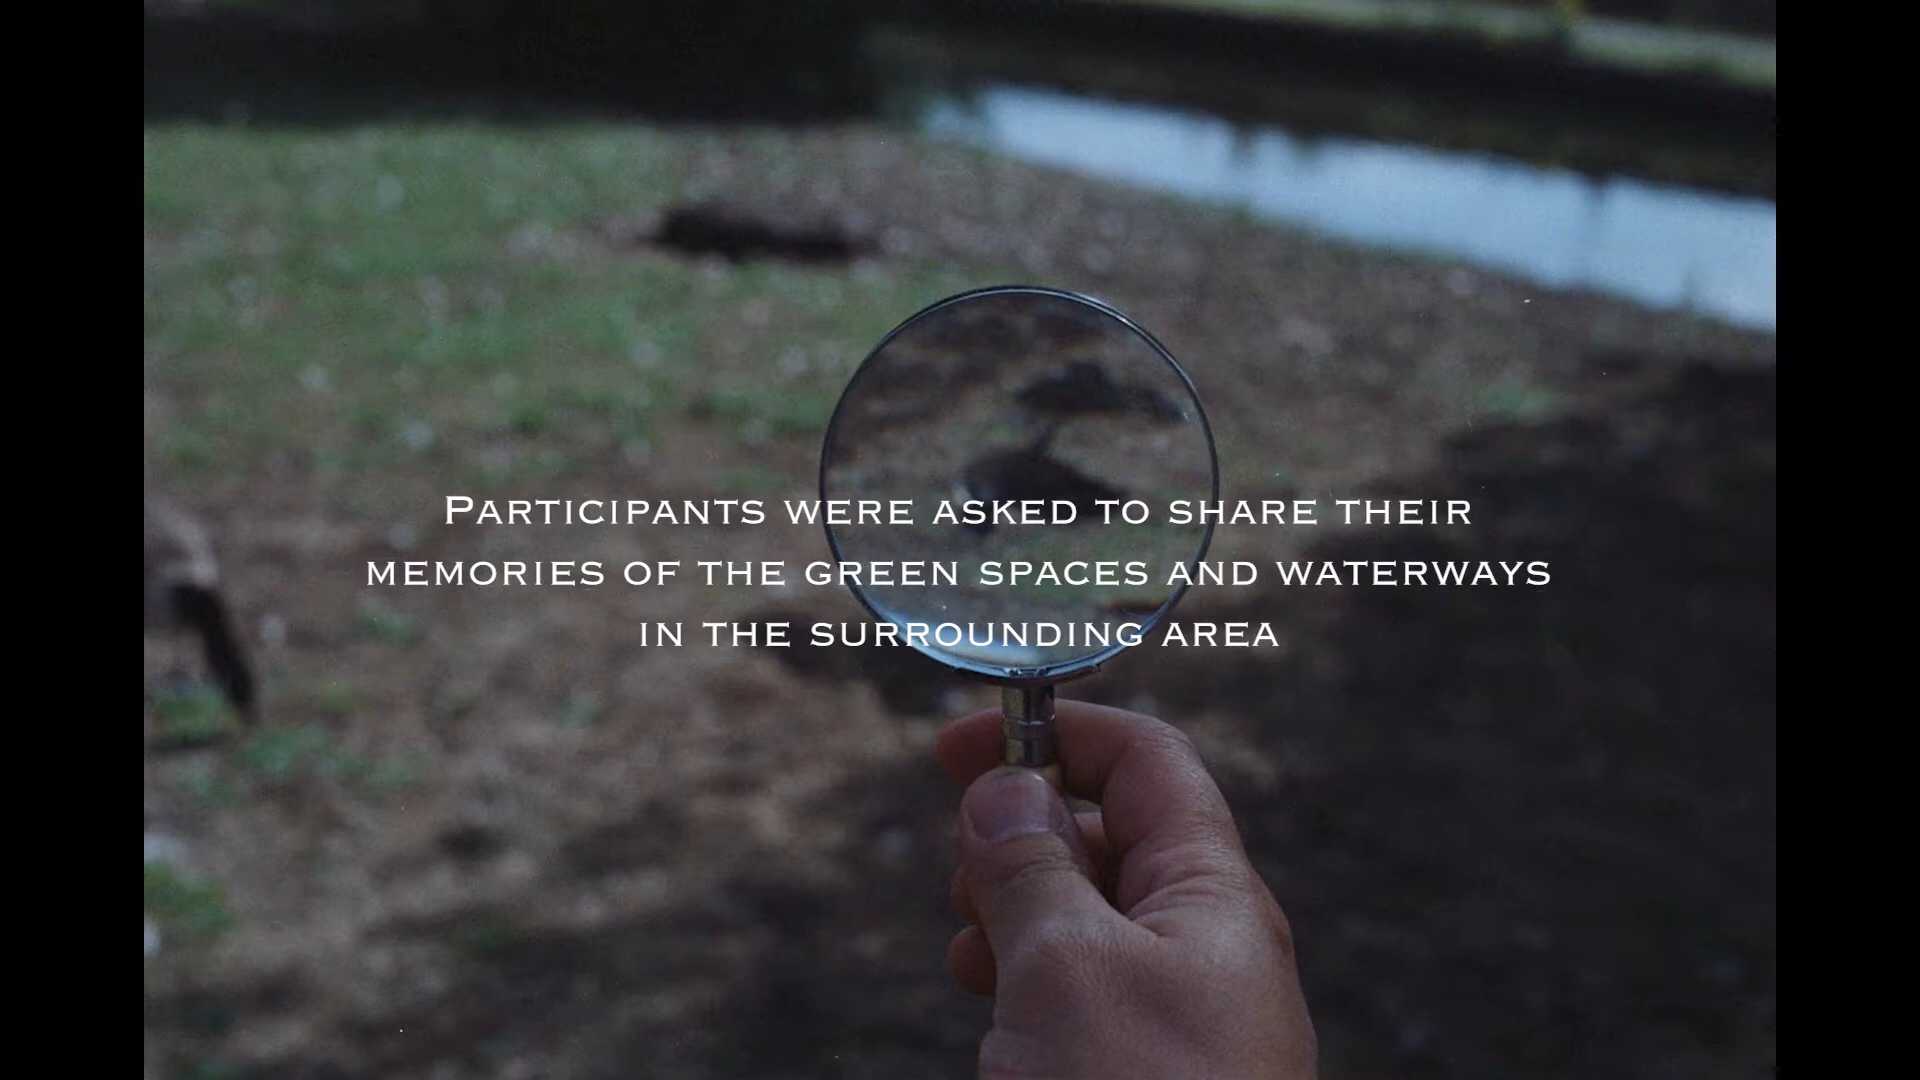 Participants were asked to share their
memories of the green spaces and waterways
in the surrounding area